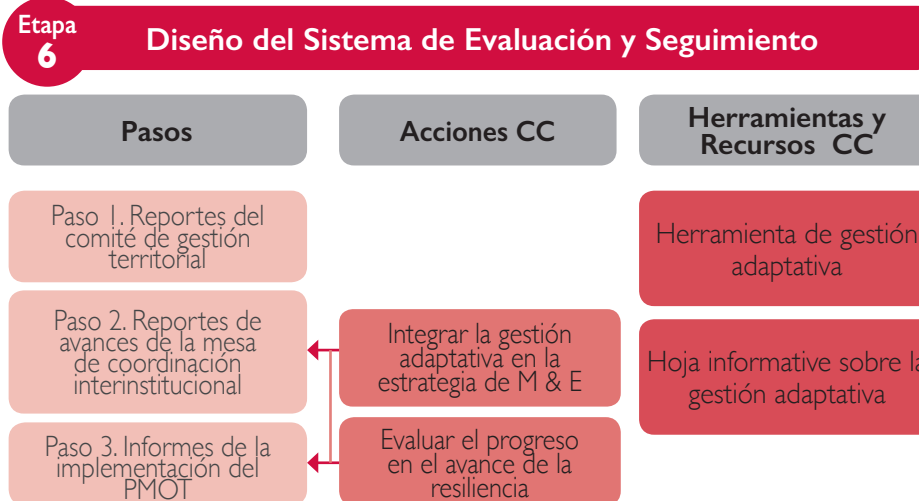 Etapa
6
Diseño del Sistema de Evaluación y Seguimiento
Pasos
Acciones CC
Herramientas y
Recursos CC
Paso 1. Reportes del
comité de gestión
territorial
Paso 2. Reportes de
avances de la mesa
de coordinación
interinstitucional
Paso 3. Informes de la
implementación del
PMOT
Integrar la gestión
adaptativa en la
estrategia de M & E
Evaluar el progreso
en el avance de la
resiliencia
Herramienta de gestión
adaptativa
Hoja informative sobre la
gestión adaptativa